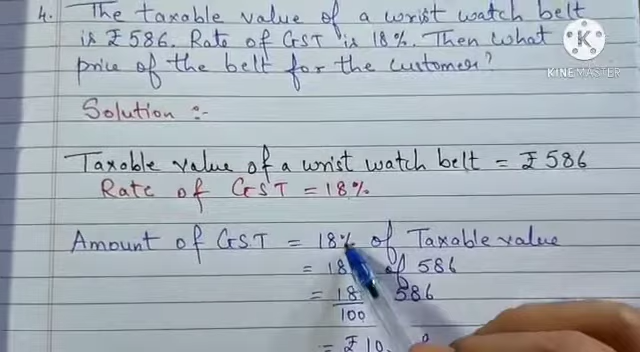 4. The taxable value of a wrist watch belt
is ₹586. Rate of GST is 18%. Then what
price of the belt for the customer?
K
KINEMASTER
Solution :-
Taxable value of a wrist watch belt = ₹586
Rate of GST = 18%
Amount of GST = 18% of Taxable value
= 18 of 586
= 18/100 586
= ₹10